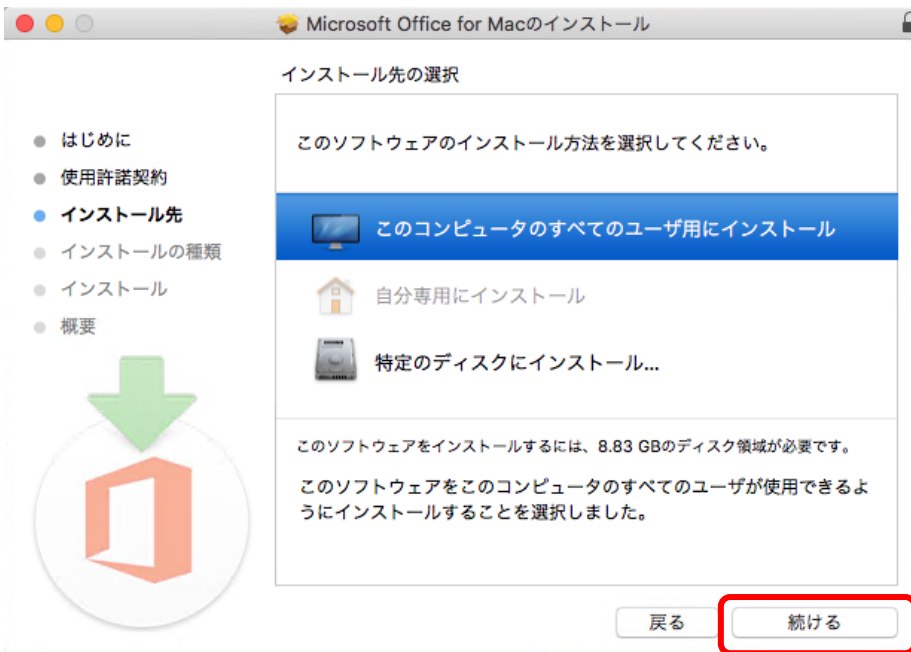 Microsoft Office for Macのインストール
インストール先の選択
はじめに
使用許諾契約
インストール先
インストールの種類
インストール
概要
このソフトウェアのインストール方法を選択してください。
このコンピュータのすべてのユーザ用にインストール
自分専用にインストール
特定のディスクにインストール...
このソフトウェアをインストールするには、8.83 GBのディスク領域が必要です。
このソフトウェアをこのコンピュータのすべてのユーザが使用できるよ
うにインストールすることを選択しました。
戻る
続ける